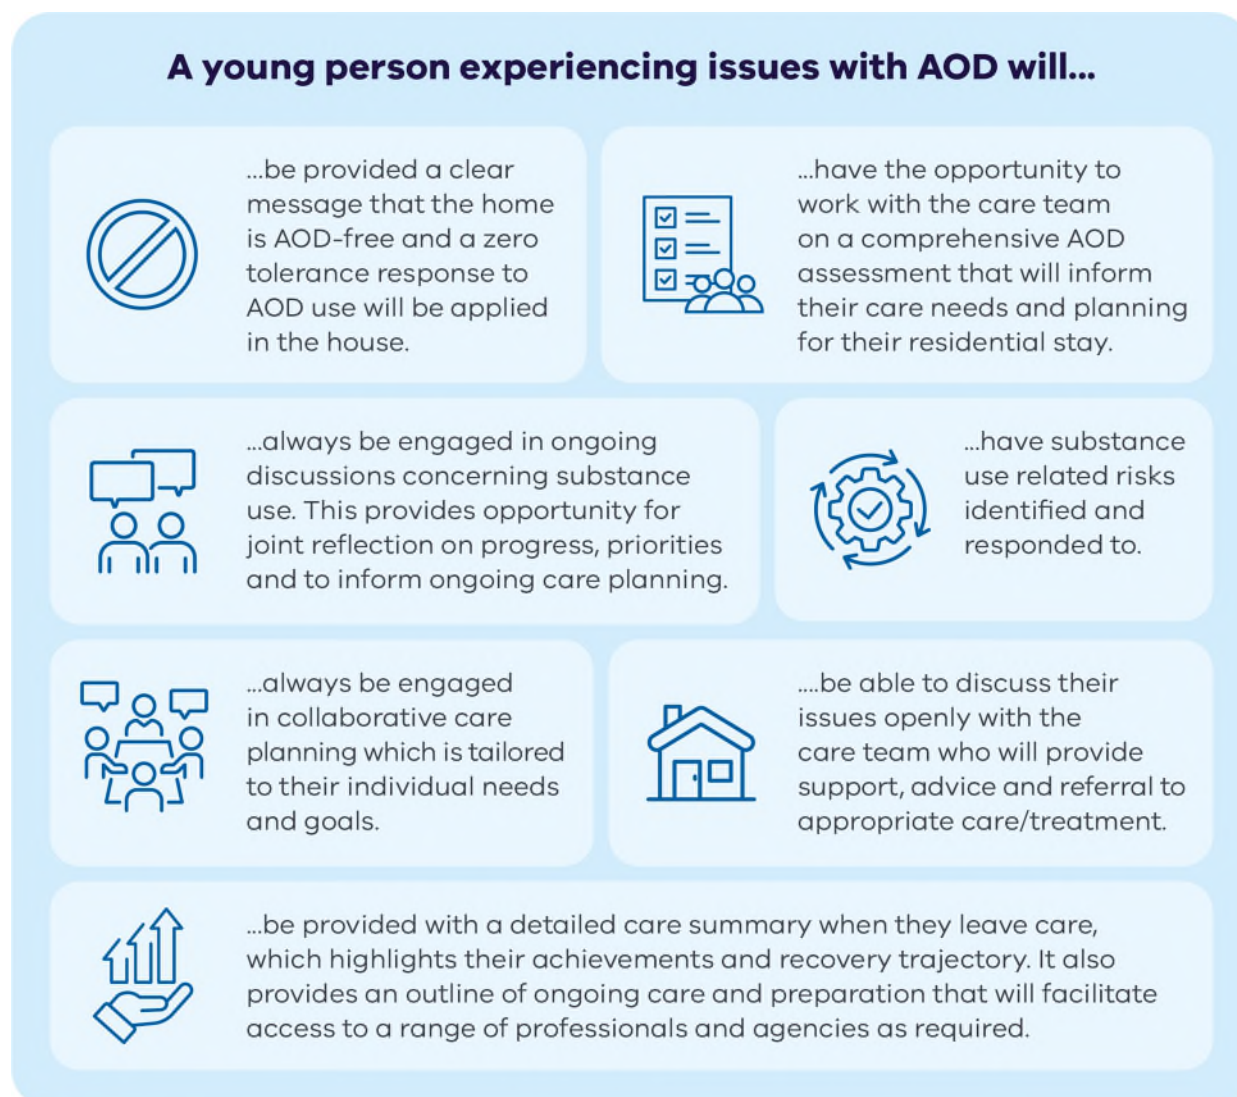 A young person experiencing issues with AOD will...
...be provided a clear
message that the home
is AOD-free and a zero
tolerance response to
AOD use will be applied
in the house.
...have the opportunity to
work with the care team
on a comprehensive AOD
assessment that will inform
their care needs and planning
for their residential stay.
...always be engaged in ongoing
discussions concerning substance
use. This provides opportunity for
joint reflection on progress, priorities
and to inform ongoing care planning.
...have substance
use related risks
identified and
responded to.
...always be engaged
in collaborative care
planning which is tailored
to their individual needs
and goals.
....be able to discuss their
issues openly with the
care team who will provide
support, advice and referral to
appropriate care/treatment.
...be provided with a detailed care summary when they leave care,
which highlights their achievements and recovery trajectory. It also
provides an outline of ongoing care and preparation that will facilitate
access to a range of professionals and agencies as required.